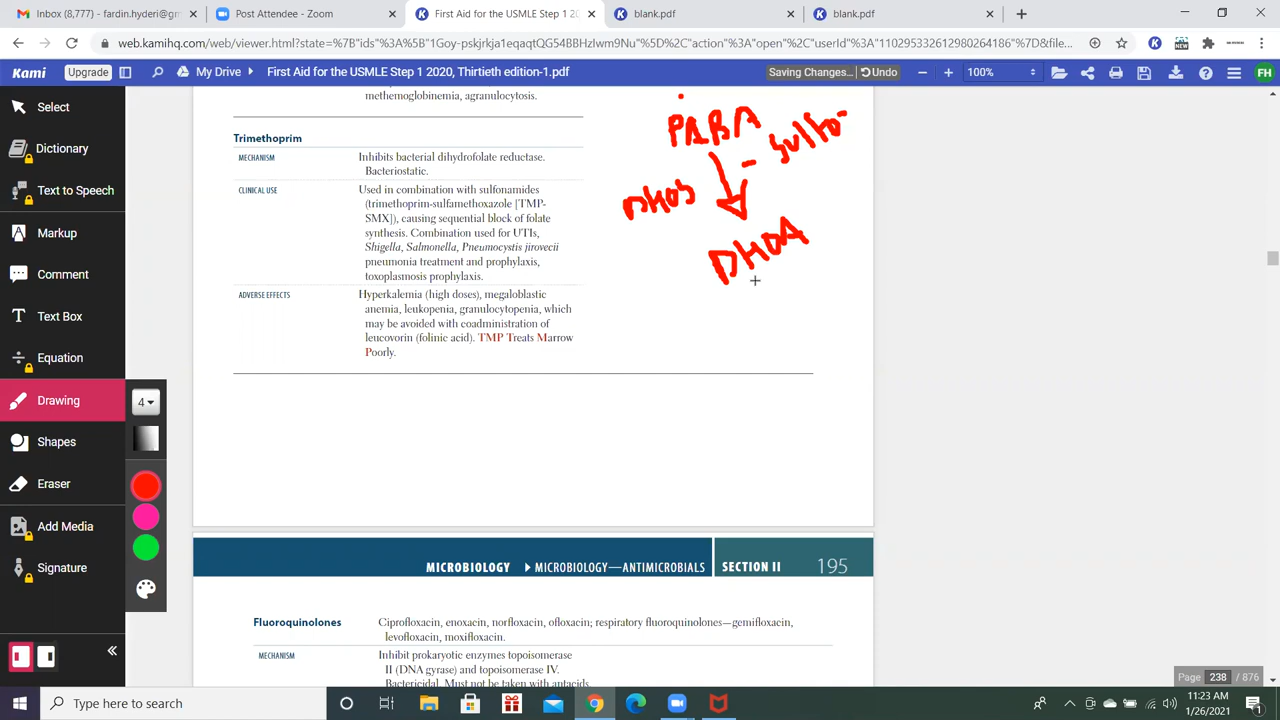 Inbox (8,777) - fardin.hyderi@gm
Post Attendee - Zoom
First Aid for the USMLE Step 1 20
blank.pdf
blank.pdf
web.kamihq.com/web/viewer.html?state=%7B"ids"%3A%5B"1Goy-pskirkja1eqaqtQG54BBHzIwm9Nu"%5D%2C"action"%3A"open"%2C"userId"%3A"110295332612980264186"%7D&file...
NEW
Kami
Upgrade
My Drive
First Aid for the USMLE Step 1 2020, Thirtieth edition-1.pdf
Saving Changes...
Undo
100%
FH
Select
Dictionary
Text to Speech
Markup
Comment
Text Box
Equation
Drawing
Shapes
Eraser
Add Media
Signature
4
methemoglobinemia, agranulocytosis.
Trimethoprim
MECHANISM
Inhibits bacterial dihydrofolate reductase.
Bacteriostatic.
CLINICAL USE
Used in combination with sulfonamides
(trimethoprim-sulfamethoxazole [TMP-
SMX]), causing sequential block of folate
synthesis. Combination used for UTIs,
Shigella, Salmonella, Pneumocystis jirovecii
pneumonia treatment and prophylaxis,
toxoplasmosis prophylaxis.
ADVERSE EFFECTS
Hyperkalemia (high doses), megaloblastic
anemia, leukopenia, granulocytopenia, which
may be avoided with coadministration of
leucovorin (folinic acid). TMP Treats Marrow
Poorly.
PABA
DHOS
DHOA
MICROBIOLOGY
MICROBIOLOGY—ANTIMICROBIALS
SECTION II
195
Fluoroquinolones
Ciprofloxacin, enoxacin, norfloxacin, ofloxacin; respiratory fluoroquinolones—gemifloxacin,
levofloxacin, moxifloxacin.
MECHANISM
Inhibit prokaryotic enzymes topoisomerase
II (DNA gyrase) and topoisomerase IV.
Bactericidal. Must not be taken with antacids.
Page 238 / 876
Type here to search
11:23 AM
1/26/2021